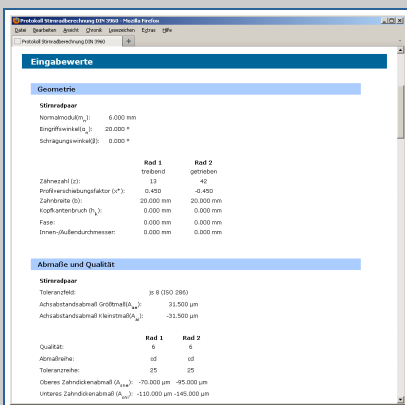 Protokoll Stirnradberechnung DIN 3960 - Mozilla Firefox
Datei Bearbeiten Ansicht Chronik Lesezeichen Extras Hilfe
Protokoll Stirnradberechnung DIN 3960 +
Eingabewerte
Geometrie
Stirnradpaar
Normalmodul(mn): 6.000 mm
Eingriffswinkel(αn): 20.000 °
Schrägungswinkel(β): 0.000 °
Rad 1 Rad 2
treibend getrieben
Zähnezahl (z): 13 42
Profilverschiebungsfaktor (x*): 0.450 -0.450
Zahnbreite (b): 20.000 mm 20.000 mm
Kopfkantenbruch (hk): 0.000 mm 0.000 mm
Fase: 0.000 mm 0.000 mm
Innen-/Außendurchmesser: 0.000 mm 0.000 mm
Abmaße und Qualität
Stirnradpaar
Toleranzfeld: js 8 (ISO 286)
Achsabstandsabmaß Größtmaß(Aae): 31.500 µm
Achsabstandsabmaß Kleinstmaß(Aai): -31.500 µm
Rad 1 Rad 2
Qualität: 6 6
Abmaßreihe: cd cd
Toleranzreihe: 25 25
Oberes Zahndickenabmaß (Asne): -70.000 µm -95.000 µm
Unteres Zahndickenabmaß (Asni): -110.000 µm -145.000 µm